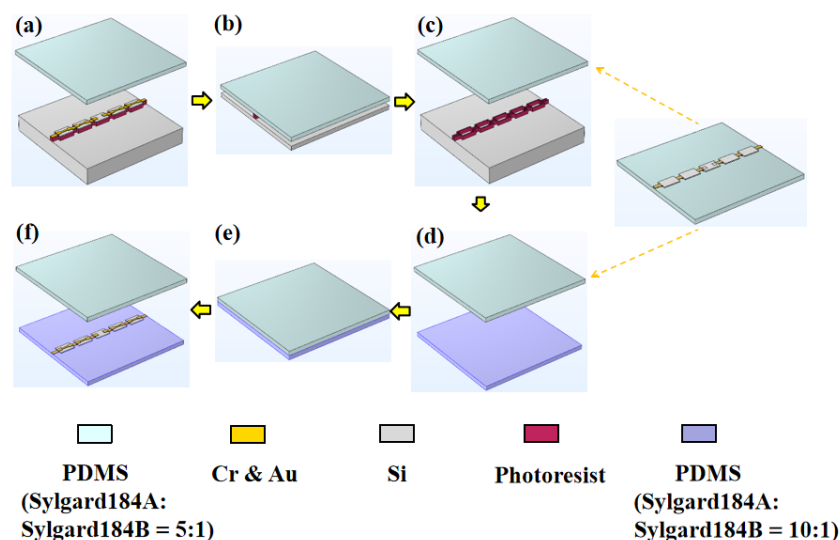 (a)
(b)
(c)
(f)
(e)
(d)
PDMS
(Sylgard184A:
Sylgard184B = 5:1)
Cr & Au
Si
Photoresist
PDMS
(Sylgard184A:
Sylgard184B = 10:1)